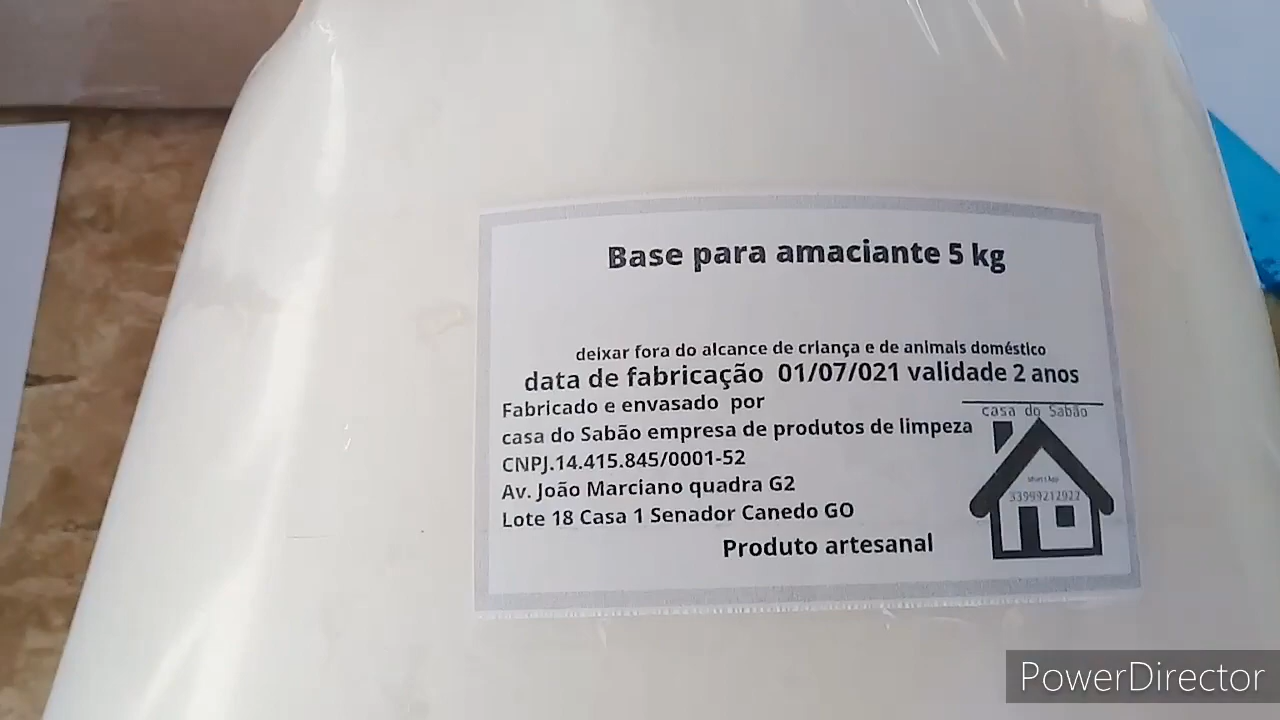 Base para amaciante 5 kg
deixar fora do alcance de criança e de animais doméstico
data de fabricação 01/07/021 validade 2 anos
Fabricado e envasado por
casa do Sabão empresa de produtos de limpeza
CNPJ.14.415.845/0001-52
Av. João Marciano quadra G2
Lote 18 Casa 1 Senador Canedo GO
Produto artesanal
casa do Sabão
33999212922
PowerDirector